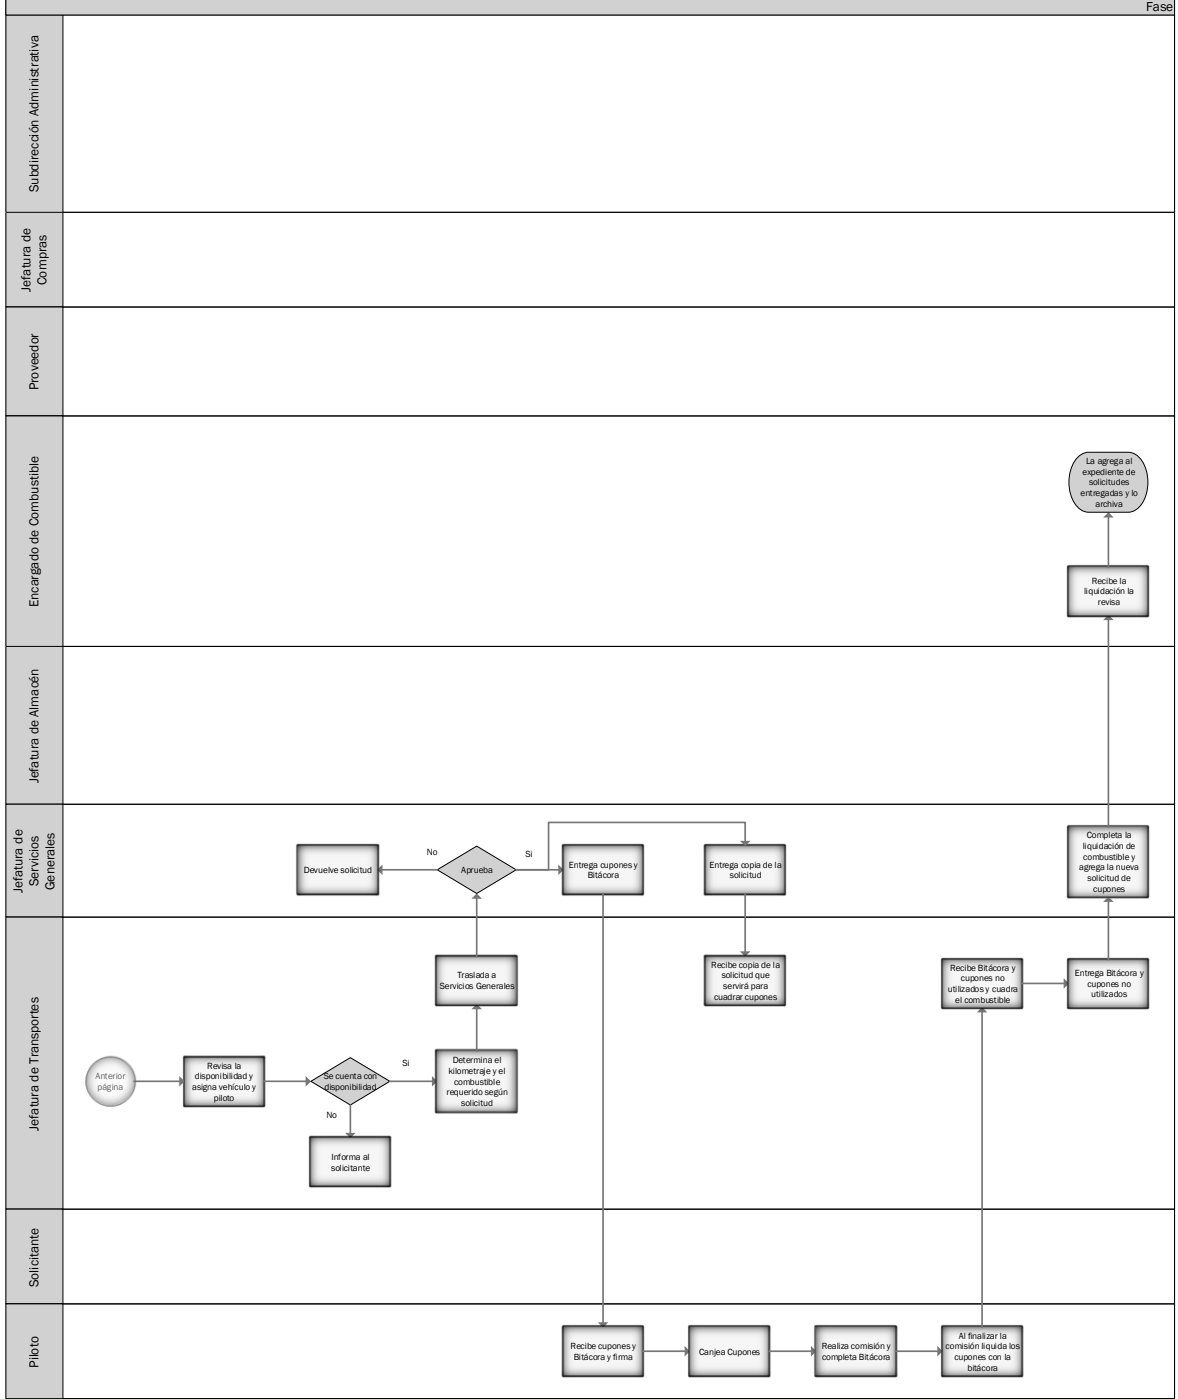 Fase
Subdirección Administrativa
Jefatura de
Compras
Proveedor
Encargado de Combustible
La agrega al
expediente de
solicitudes
entregadas y lo
archiva
Recibe la
liquidación la
revisa
Jefatura de Almacén
Jefatura de
Servicios
Generales
Devuelve solicitud
No
Aprueba
Si
Entrega cupones y
Bitácora
Entrega copia de la
solicitud
Completa la
liquidación de
combustible y
agrega la nueva
solicitud de
cupones
Jefatura de Transportes
Anterior
página
Revisa la
disponibilidad y
asigna vehículo y
piloto
Se cuenta con
disponibilidad
Si
No
Informa al
solicitante
Determina el
kilometraje y el
combustible
requerido según
solicitud
Traslada a
Servicios Generales
Recibe copia de la
solicitud que
servirá para
cuadrar cupones
Recibe Bitácora y
cupones no
utilizados y cuadra
el combustible
Entrega Bitácora y
cupones no
utilizados
Solicitante
Piloto
Recibe cupones y
Bitácora y firma
Canjea Cupones
Realiza comisión y
completa Bitácora
Al finalizar la
comisión liquida los
cupones con la
bitácora